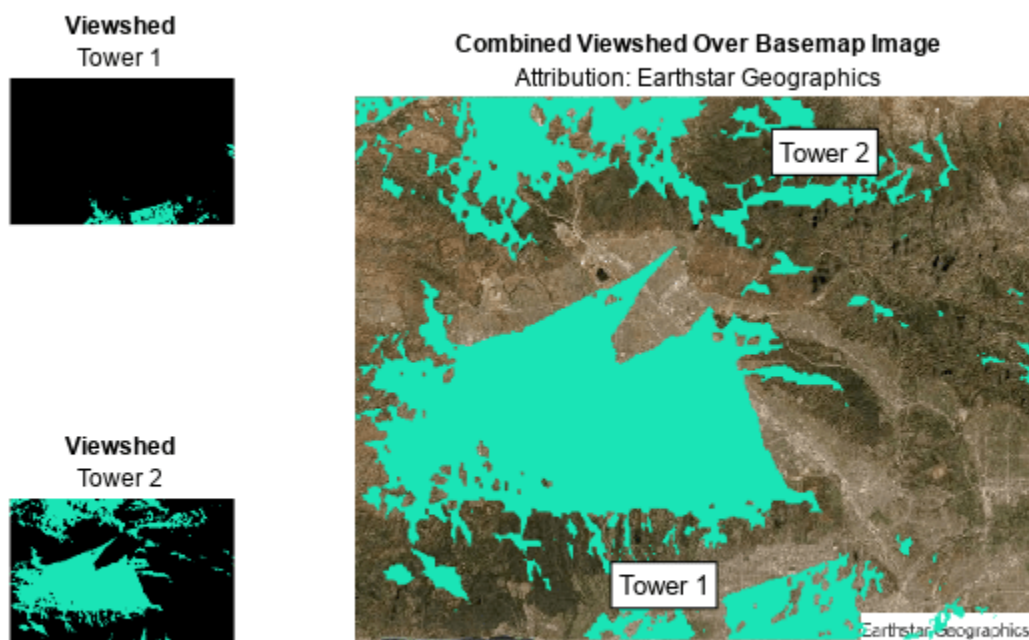 Viewshed
Tower 1
Combined Viewshed Over Basemap Image
Attribution: Earthstar Geographics
Tower 2
Viewshed
Tower 2
Tower 1
Earthstar Geographics